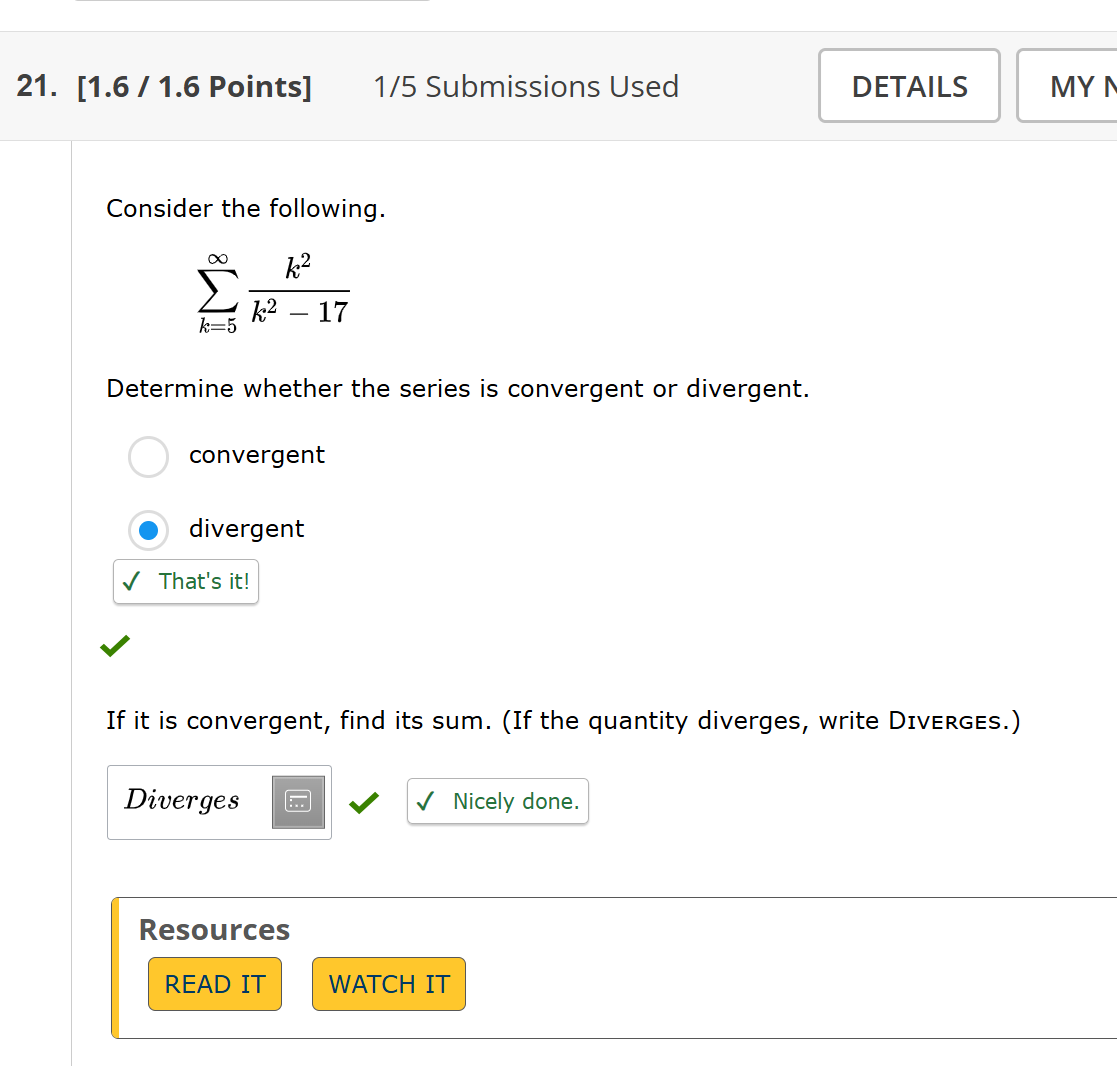 21. [1.6 / 1.6 Points] 1/5 Submissions Used DETAILS MY N
Consider the following.
∞
∑ k² / (k² − 17)
k=5
Determine whether the series is convergent or divergent.
convergent
divergent
✓ That's it!
If it is convergent, find its sum. (If the quantity diverges, write DIVERGES.)
Diverges ✓ Nicely done.
Resources
READ IT WATCH IT